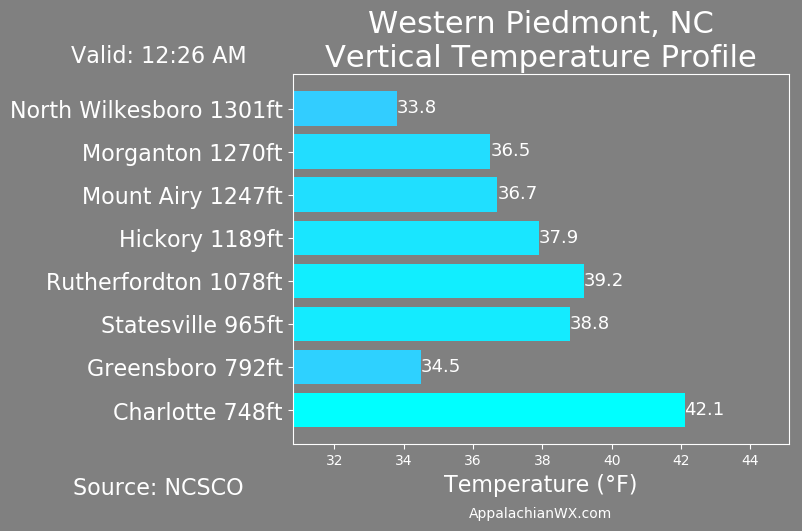 Western Piedmont, NC
Vertical Temperature Profile
Valid: 12:26 AM
North Wilkesboro 1301ft 33.8
Morganton 1270ft 36.5
Mount Airy 1247ft 36.7
Hickory 1189ft 37.9
Rutherfordton 1078ft 39.2
Statesville 965ft 38.8
Greensboro 792ft 34.5
Charlotte 748ft 42.1
32 34 36 38 40 42 44
Temperature (°F)
Source: NCSCO
AppalachianWX.com